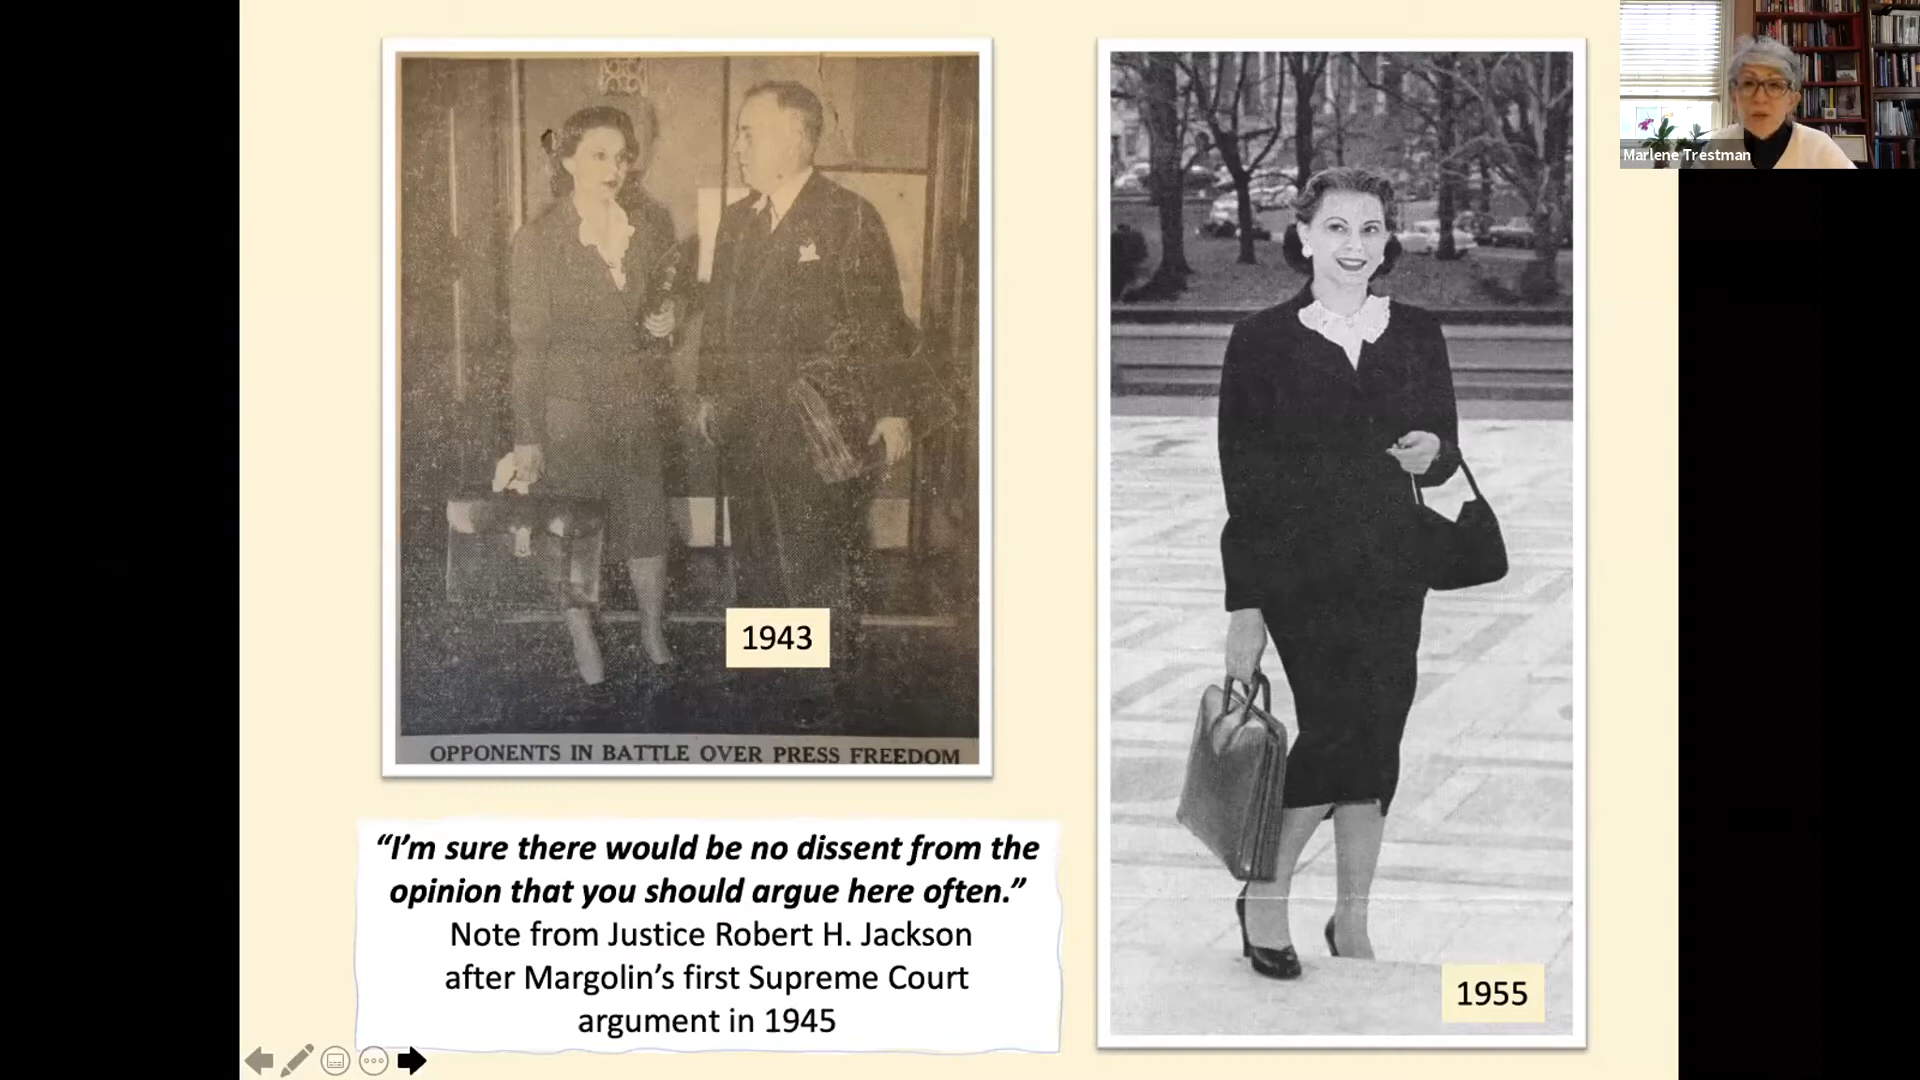 Marlene Trestman
1943
OPPONENTS IN BATTLE OVER PRESS FREEDOM
“I’m sure there would be no dissent from the
opinion that you should argue here often.”
Note from Justice Robert H. Jackson
after Margolin’s first Supreme Court
argument in 1945
1955